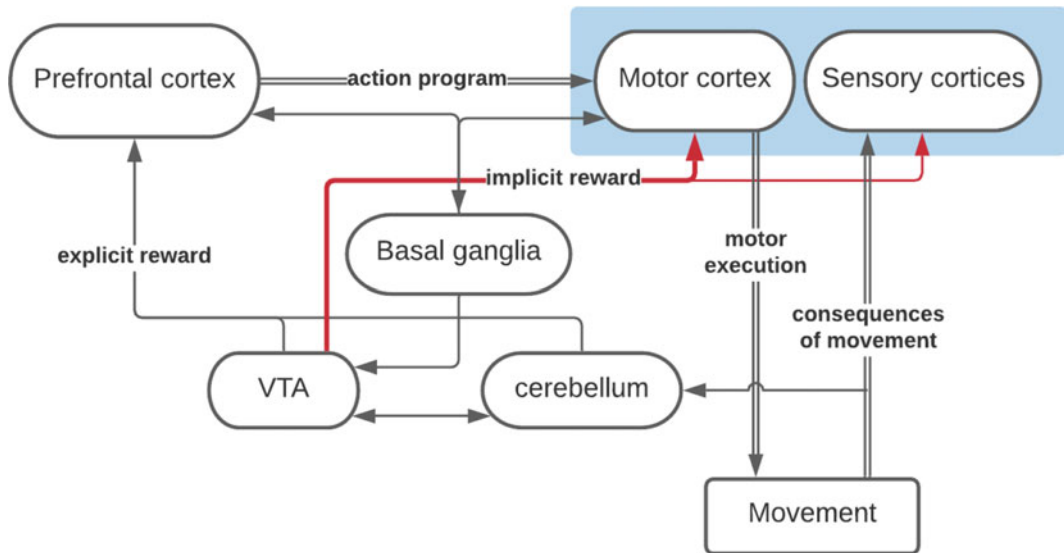 Prefrontal cortex
action program
Motor cortex
Sensory cortices
implicit reward
explicit reward
Basal ganglia
motor
execution
consequences
of movement
VTA
cerebellum
Movement